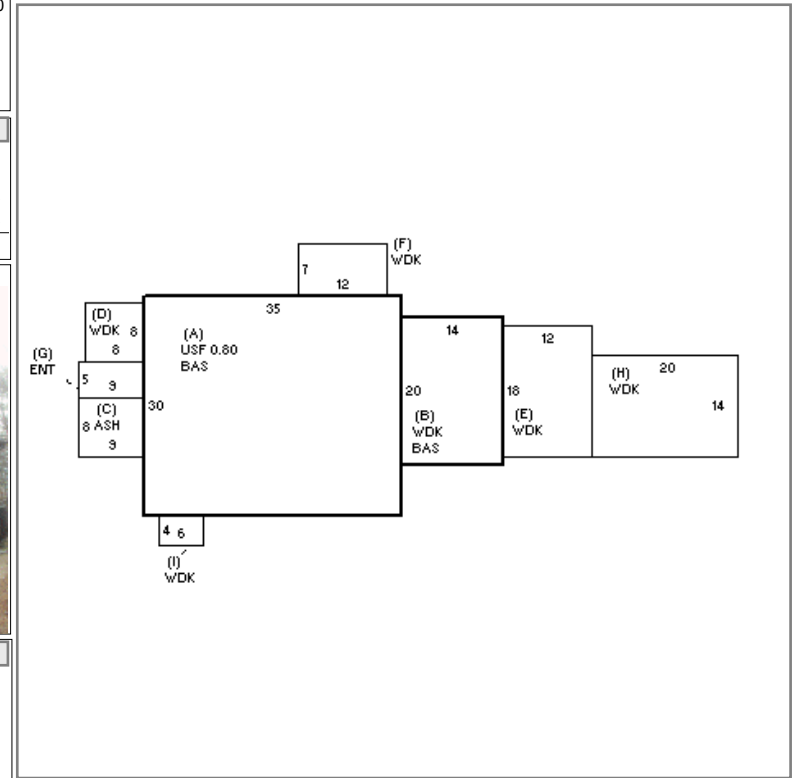 (F)
WDK
7
12
35
(D)
WDK 8
8
(A)
USF 0.80
BAS
14
12
(G)
ENT
5 9
(H)
WDK
20
14
(C)
8 ASH
9
30
20
(B)
WDK
BAS
18
(E)
WDK
4 6
(I)
WDK